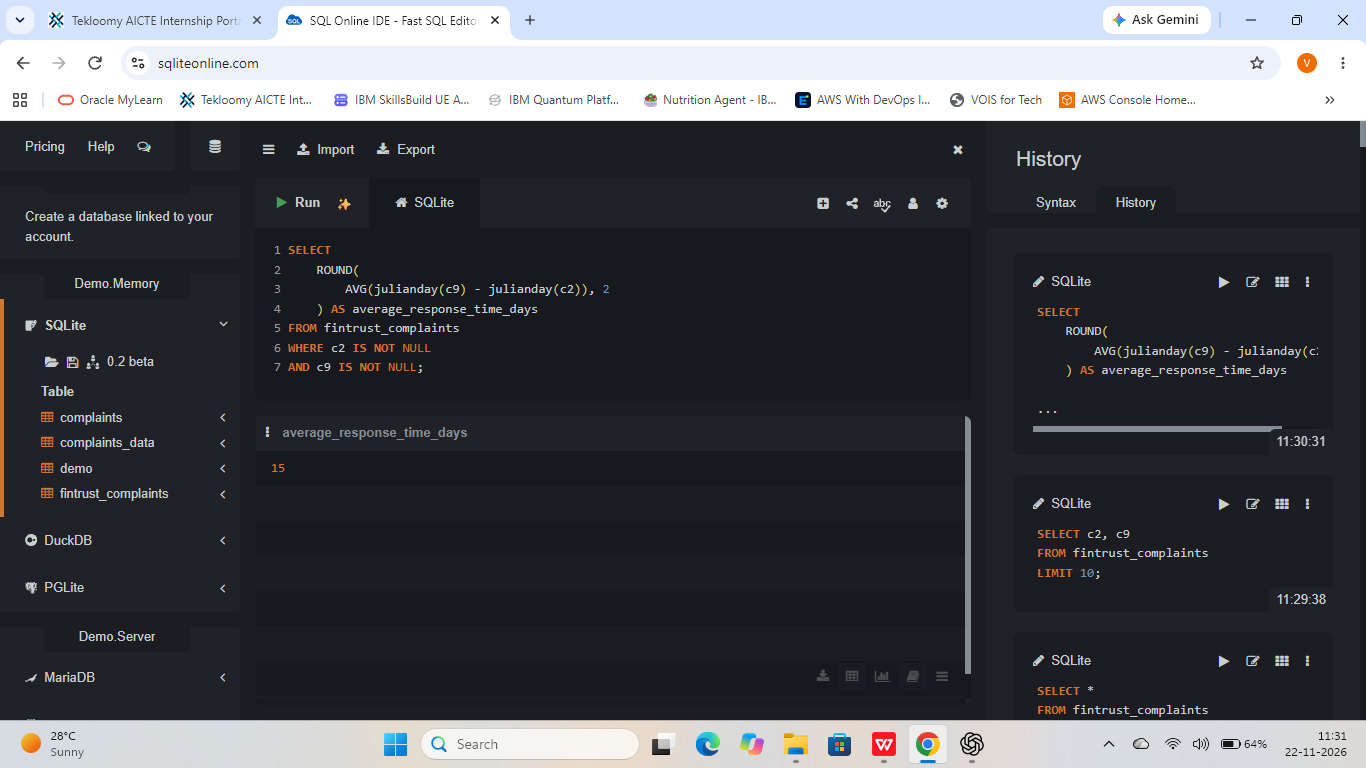 Tekloomy AICTE Internship Porta
SQL Online IDE - Fast SQL Editor
Ask Gemini
sqliteonline.com
V
Oracle MyLearn
Tekloomy AICTE Int...
IBM SkillsBuild UE A...
IBM Quantum Platf...
Nutrition Agent - IB...
AWS With DevOps I...
VOIS for Tech
AWS Console Home...
Pricing
Help
Create a database linked to your
account.
Demo.Memory
SQLite
0.2 beta
Table
complaints
complaints_data
demo
fintrust_complaints
DuckDB
PGLite
Demo.Server
MariaDB
Import
Export
Run
SQLite
abc
1 SELECT
2 ROUND(
3 AVG(julianday(c9) - julianday(c2)), 2
4 ) AS average_response_time_days
5 FROM fintrust_complaints
6 WHERE c2 IS NOT NULL
7 AND c9 IS NOT NULL;
average_response_time_days
15
History
Syntax
History
SQLite
SELECT
ROUND(
AVG(julianday(c9) - julianday(c2
) AS average_response_time_days
...
11:30:31
SQLite
SELECT c2, c9
FROM fintrust_complaints
LIMIT 10;
11:29:38
SQLite
SELECT *
FROM fintrust_complaints
28°C
Sunny
Search
64%
11:31
22-11-2026